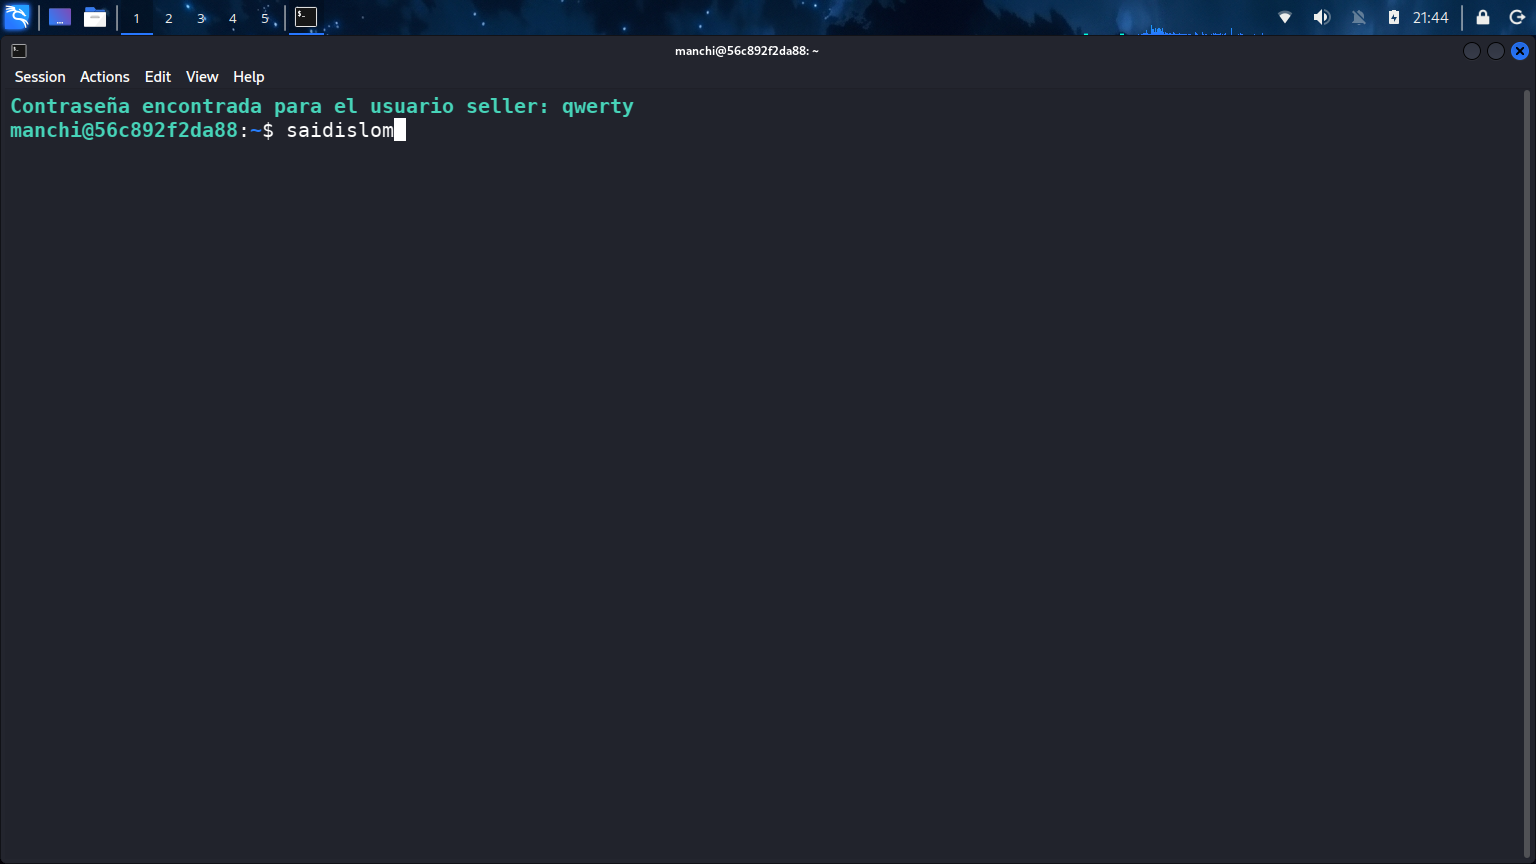 1 2 3 4 5 21:44
manchi@56c892f2da88: ~
Session Actions Edit View Help
Contraseña encontrada para el usuario seller: qwerty
manchi@56c892f2da88:~$ saidislom